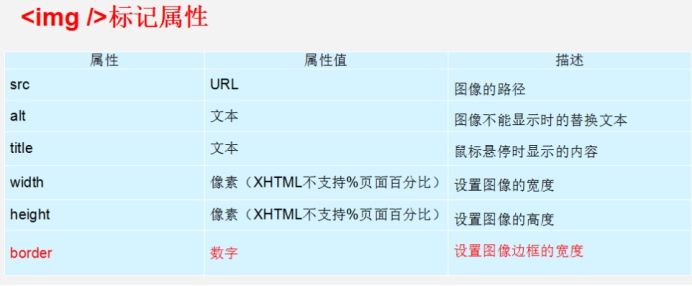 <img />标记属性
属性 属性值 描述
src URL 图像的路径
alt 文本 图像不能显示时的替换文本
title 文本 鼠标悬停时显示的内容
width 像素（XHTML不支持%页面百分比） 设置图像的宽度
height 像素（XHTML不支持%页面百分比） 设置图像的高度
border 数字 设置图像边框的宽度